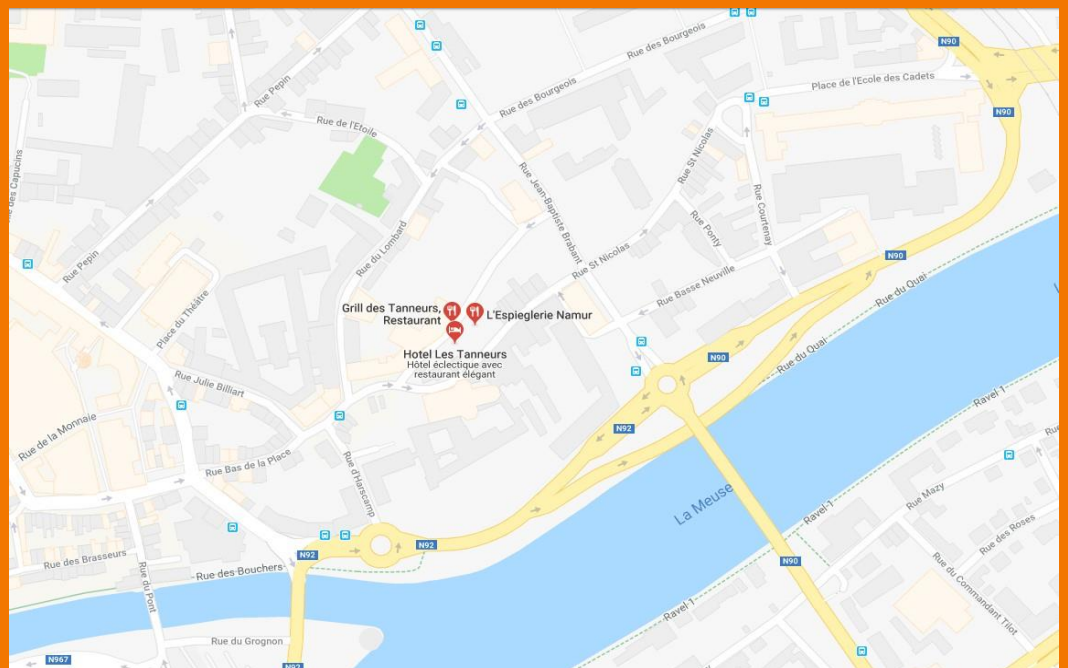 Rue des Bourgeois
N90
Place de l'Ecole des Cadets
Rue Pepin
Rue des Bourgeois
N90
Rue de l'Etoile
Rue St Nicolas
des Capucins
Rue Jean-Baptiste Brabant
Rue Courtenay
Rue Ponty
Rue du Lombard
Rue Pepin
Rue St Nicolas
N90
Rue Basse Neuville
Rue du Quai
Place du Théâtre
Grill des Tanneurs,
Restaurant
L'Espieglerie Namur
Hotel Les Tanneurs
Hôtel éclectique avec
restaurant élégant
N90
Rue du Quai
Rue Julie Billiart
Ravel 1
Rue de la Monnaie
N92
Rue Bas de la Place
Rue d'Harscamp
La Meuse
Ravel 1
Rue Mazy
Rue des Roses
N92
N92
Rue des Brasseurs
Rue des Bouchers
N90
Rue du Pont
Ravel 1
Rue du Commandant Tilot
Rue du Grognon
N967
N92